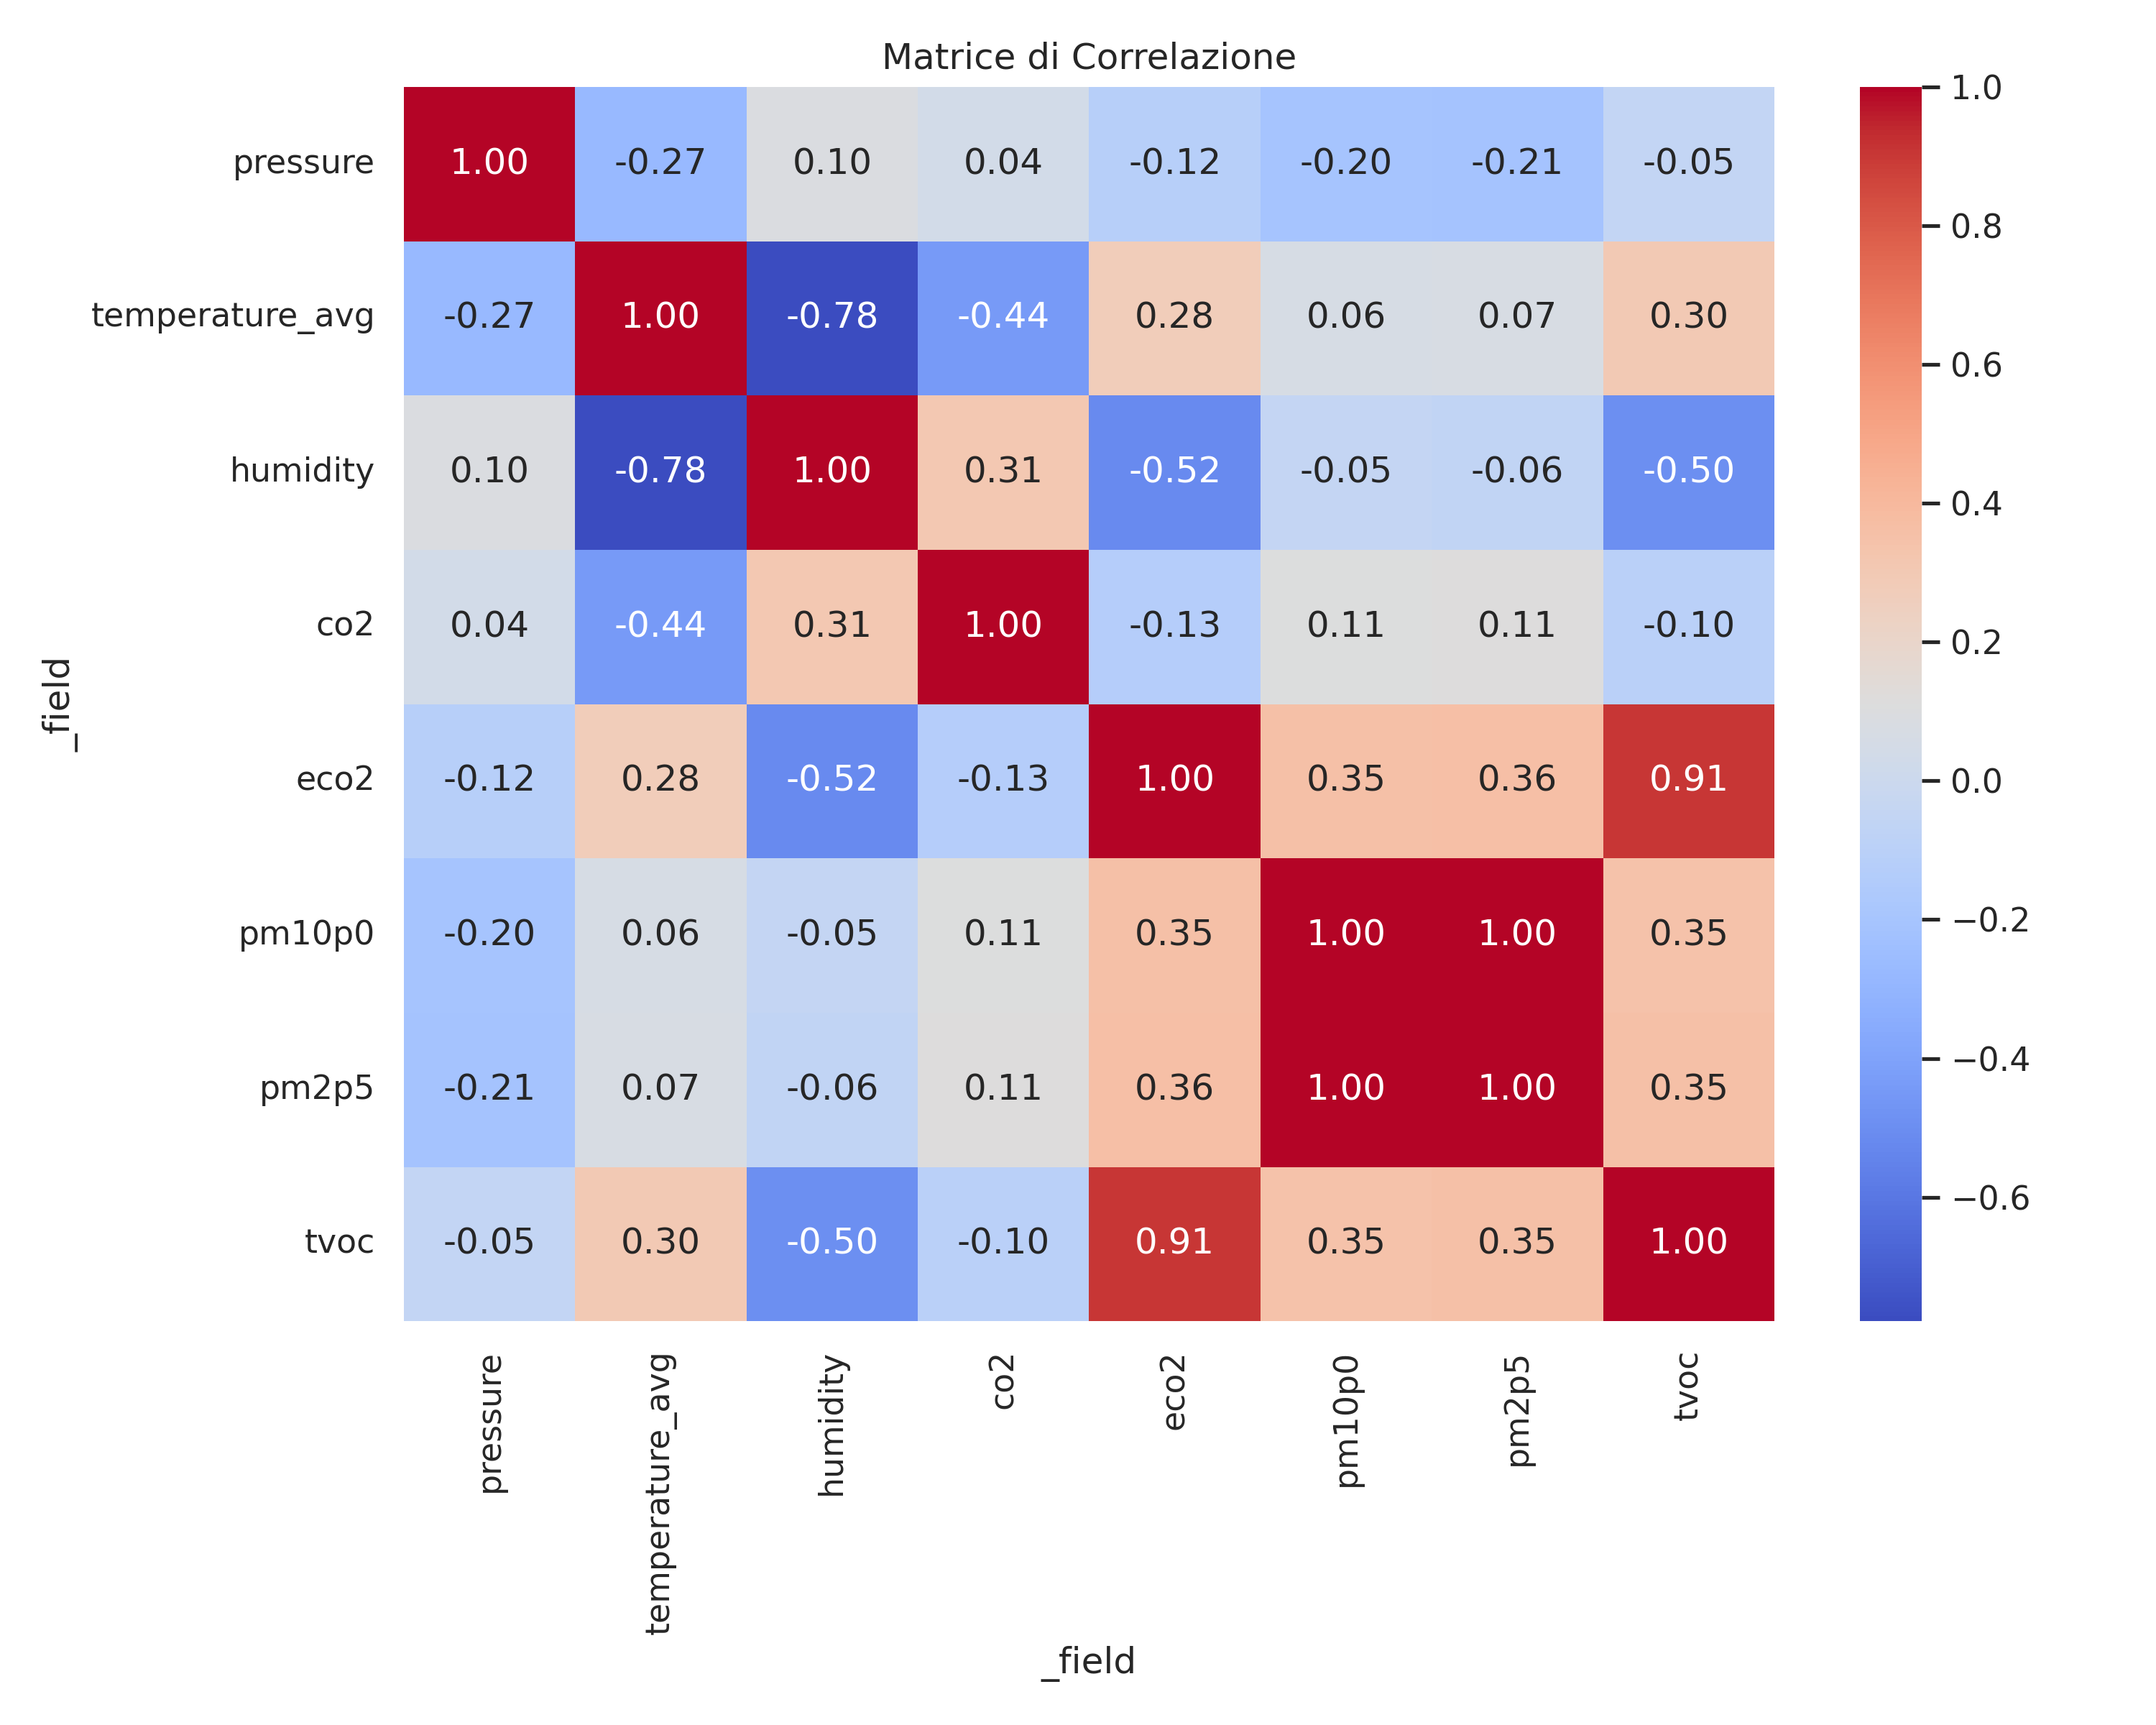 Matrice di Correlazione
pressure 1.00 -0.27 0.10 0.04 -0.12 -0.20 -0.21 -0.05
temperature_avg -0.27 1.00 -0.78 -0.44 0.28 0.06 0.07 0.30
humidity 0.10 -0.78 1.00 0.31 -0.52 -0.05 -0.06 -0.50
co2 0.04 -0.44 0.31 1.00 -0.13 0.11 0.11 -0.10
eco2 -0.12 0.28 -0.52 -0.13 1.00 0.35 0.36 0.91
pm10p0 -0.20 0.06 -0.05 0.11 0.35 1.00 1.00 0.35
pm2p5 -0.21 0.07 -0.06 0.11 0.36 1.00 1.00 0.35
tvoc -0.05 0.30 -0.50 -0.10 0.91 0.35 0.35 1.00
_field
pressure temperature_avg humidity co2 eco2 pm10p0 pm2p5 tvoc
_field
1.0
0.8
0.6
0.4
0.2
0.0
−0.2
−0.4
−0.6